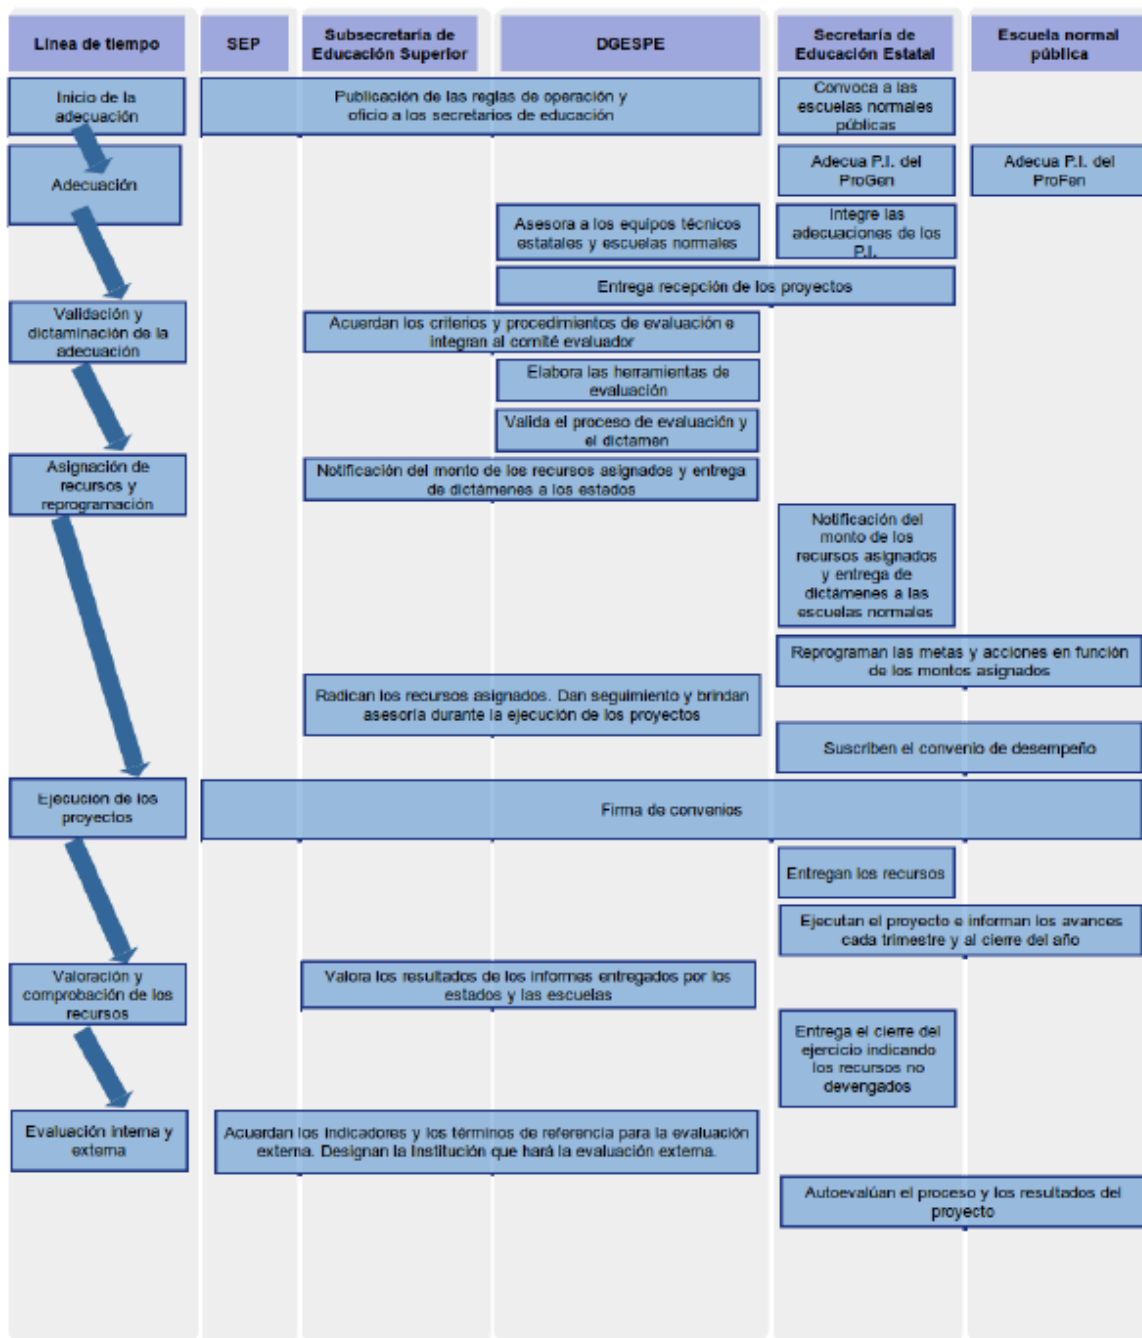 Línea de tiempo
SEP
Subsecretaría de
Educación Superior
DGESPE
Secretaría de
Educación Estatal
Escuela normal
pública
Inicio de la
adecuación
Publicación de las reglas de operación y
oficio a los secretarios de educación
Convoca a las
escuelas normales
públicas
Adecuación
Adecua P.I. del
ProGen
Adecua P.I. del
ProFen
Asesora a los equipos técnicos
estatales y escuelas normales
Integre las
adecuaciones de los
P.I.
Entrega recepción de los proyectos
Validación y
dictaminación de la
adecuación
Acuerdan los criterios y procedimientos de evaluación e
integran al comité evaluador
Elabora las herramientas de
evaluación
Valida el proceso de evaluación y
el dictamen
Asignación de
recursos y
reprogramación
Notificación del monto de los recursos asignados y entrega
de dictámenes a los estados
Notificación del
monto de los
recursos asignados
y entrega de
dictámenes a las
escuelas normales
Reprograman las metas y acciones en función
de los montos asignados
Radican los recursos asignados. Dan seguimiento y brindan
asesoría durante la ejecución de los proyectos
Suscriben el convenio de desempeño
Ejecución de los
proyectos
Firma de convenios
Entregan los recursos
Ejecutan el proyecto e informan los avances
cada trimestre y al cierre del año
Valoración y
comprobación de los
recursos
Valora los resultados de los informes entregados por los
estados y las escuelas
Entrega el cierre del
ejercicio indicando
los recursos no
devengados
Evaluación interna y
externa
Acuerdan los indicadores y los términos de referencia para la evaluación
externa. Designan la Institución que hará la evaluación externa.
Autoevalúan el proceso y los resultados del
proyecto